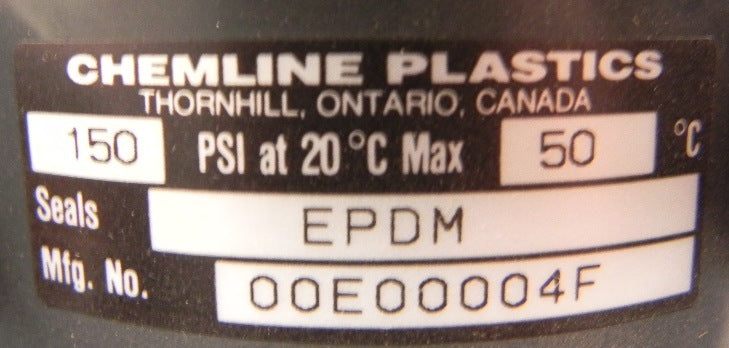 CHEMLINE PLASTICS
THORNHILL, ONTARIO, CANADA
150 PSI at 20 °C Max 50 °C
Seals EPDM
Mfg. No. 00E00004F